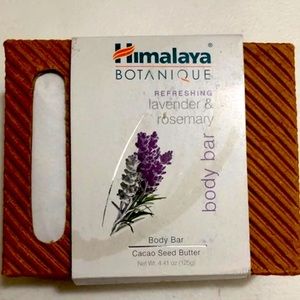 Himalaya
BOTANIQUE
REFRESHING
lavender &
rosemary
body bar
Body Bar
Cacao Seed Butter
Net Wt. 4.41 oz (125g)